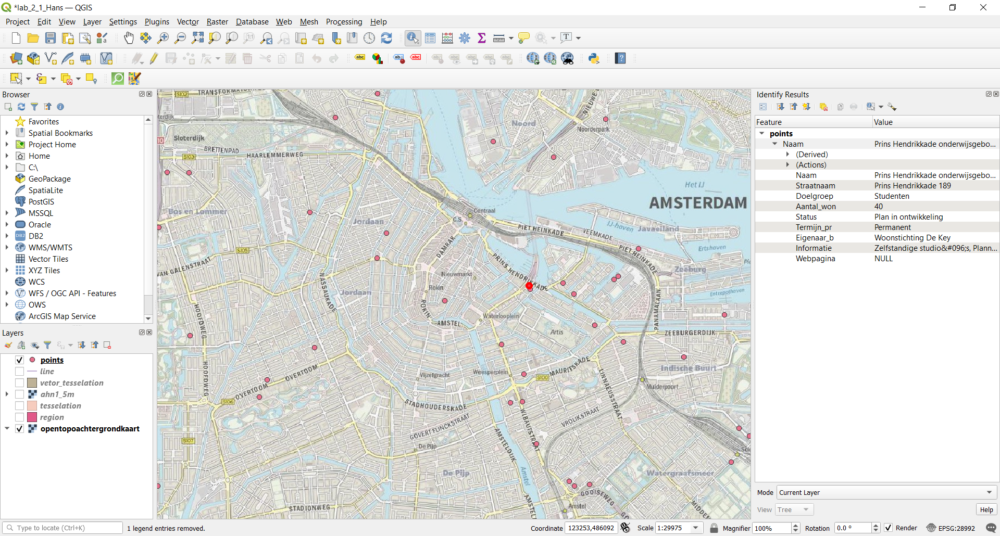 *lab_2_1_Hans — QGIS
Project Edit View Layer Settings Plugins Vector Raster Database Web Mesh Processing Help
Browser
Favorites
Spatial Bookmarks
Project Home
Home
C:\
GeoPackage
SpatiaLite
PostGIS
MSSQL
Oracle
DB2
WMS/WMTS
Vector Tiles
XYZ Tiles
WCS
WFS / OGC API - Features
OWS
ArcGIS Map Service
Layers
points
line
vetor_tesselation
ahn1_5m
tesselation
region
opentopoachtergrondkaart
S102
Sloterdijk
10
BRETTENPAD
S103
HAARLEMMERWEG
Noord
Noorderpark
Het IJ
AMSTERDAM
Bos en Lommer
Jordaan
Centraal
C.S.
PIET HEINKADE
VEEMKADE
IJ-haven
Javaeiland
DAMRAK
S105
VAN GALENSTRAAT
PRINS HENDRIKKADE
PIET HEINKADE
Ertshaven
Zeeburg
Nieuwmarkt
NASSAUKADE
Jordaan
Rokin
ROKIN
Entrepothaven
PANAMALAAN
HOOFDWEG
AMSTEL
Waterlooplein
Artis
ZEEBURGERDIJK
HOOFDWEG
OVERTOOM
OVERTOOM
Vijzelgracht
Weesperplein
S100
MAURITSKADE
LINNAEUSSTRAAT
Indische Buurt
Muiderpoort
S106
STADHOUDERSKADE
WIBAUTSTRAAT
VROLIKSTRAAT
GOVERT FLINCKSTRAAT
S107
De Pijp
AMSTELDIJK
De Pijp
Amstel
Watergraafsmeer
GOOISEWEG
STADIONWEG
Amstel
Identify Results
Feature Value
points
Naam Prins Hendrikkade onderwijsgebo...
(Derived)
(Actions)
Naam Prins Hendrikkade onderwijsgebo...
Straatnaam Prins Hendrikkade 189
Doelgroep Studenten
Aantal_won 40
Status Plan in ontwikkeling
Termijn_pr Permanent
Eigenaar_b Woonstichting De Key
Informatie Zelfstandige studio&#096;s, Plann...
Webpagina NULL
Mode Current Layer
View Tree Help
Type to locate (Ctrl+K) 1 legend entries removed. Coordinate 123253,486092 Scale 1:29975 Magnifier 100% Rotation 0.0 ° Render EPSG:28992